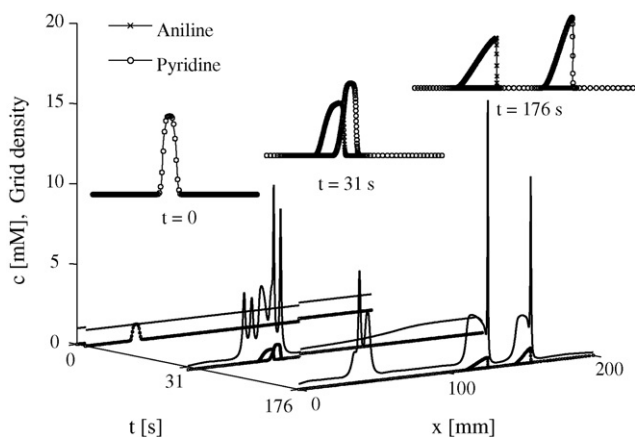 20
15
10
5
0
c [mM], Grid density
Aniline
Pyridine
t = 0
t = 31 s
t = 176 s
0
31
176
t [s]
0
100
200
x [mm]